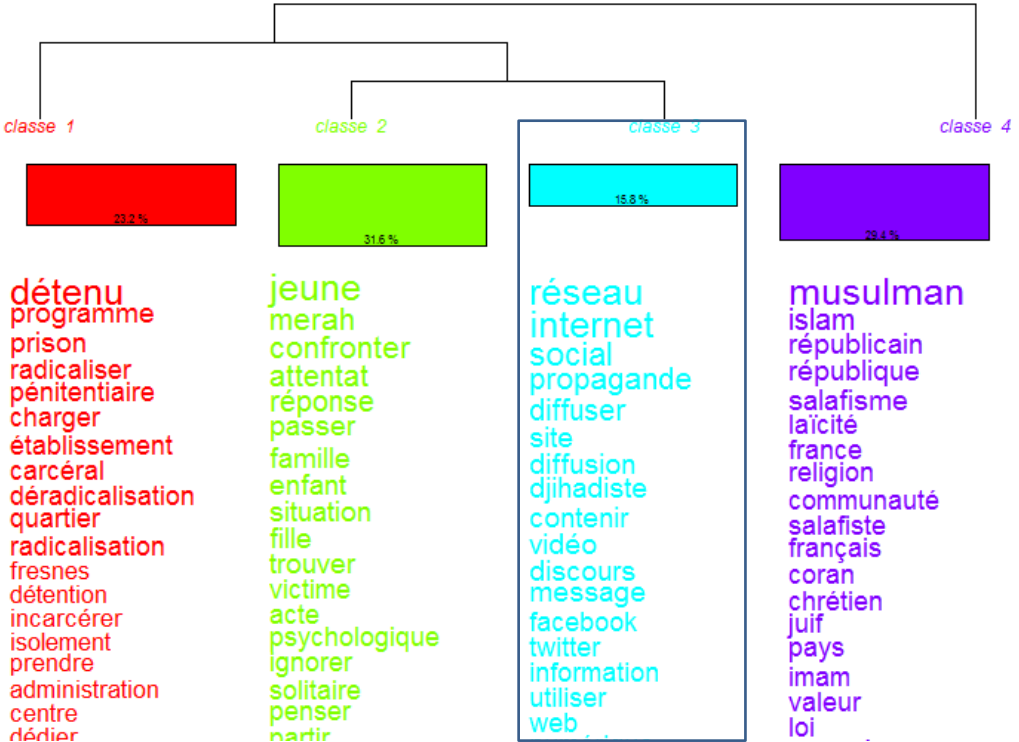 classe 1
classe 2
classe 3
classe 4
23.2 %
31.6 %
15.8 %
29.4 %
détenu
programme
prison
radicaliser
pénitentiaire
charger
établissement
carcéral
déradicalisation
quartier
radicalisation
fresnes
détention
incarcérer
isolement
prendre
administration
centre
dédier
jeune
merah
confronter
attentat
réponse
passer
famille
enfant
situation
fille
trouver
victime
acte
psychologique
ignorer
solitaire
penser
partir
réseau
internet
social
propagande
diffuser
site
diffusion
djihadiste
contenir
vidéo
discours
message
facebook
twitter
information
utiliser
web
musulman
islam
républicain
république
salafisme
laïcité
france
religion
communauté
salafiste
français
coran
chrétien
juif
pays
imam
valeur
loi